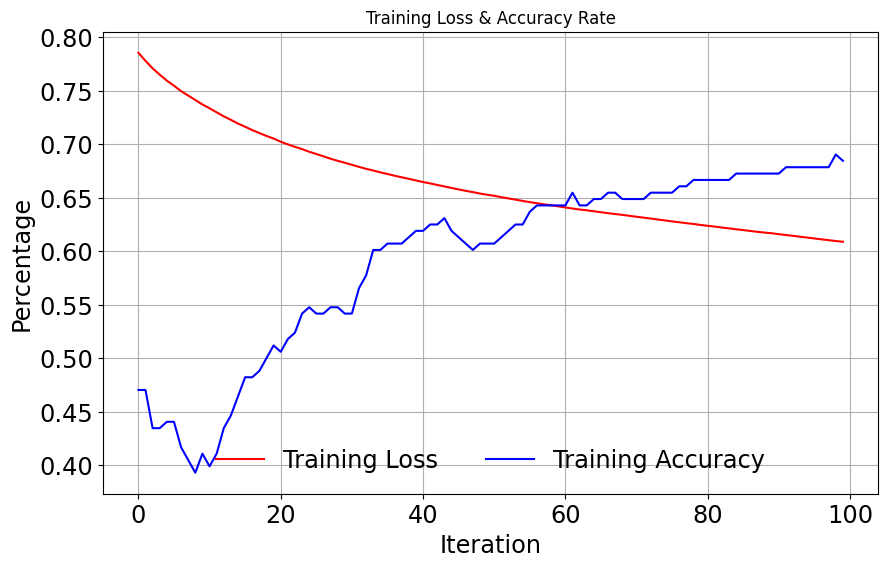 Training Loss & Accuracy Rate
0.80
0.75
0.70
0.65
0.60
0.55
0.50
0.45
0.40
Percentage
Training Loss
Training Accuracy
0 20 40 60 80 100
Iteration